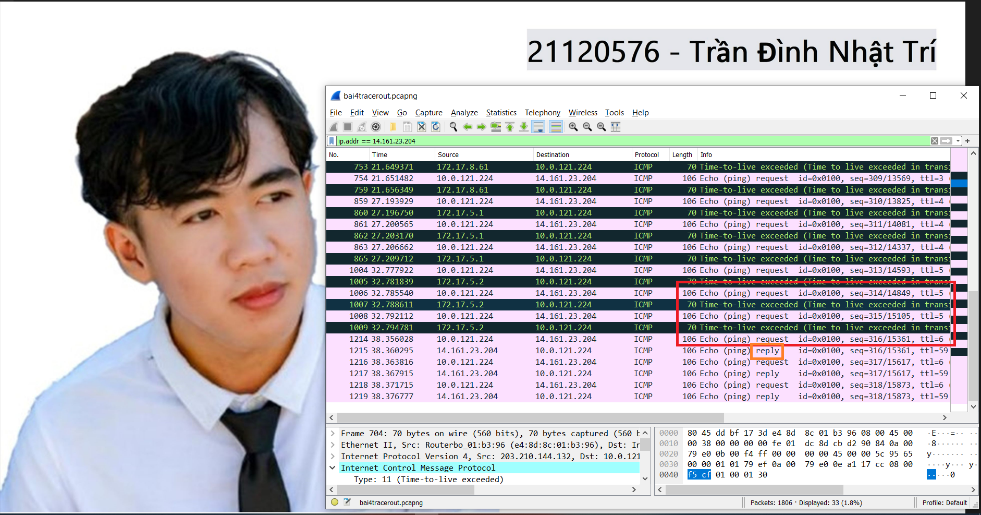 21120576 - Trần Đình Nhật Trí
bai4tracerout.pcapng
File Edit View Go Capture Analyze Statistics Telephony Wireless Tools Help
ip.addr == 14.161.23.204
No. Time Source Destination Protocol Length Info
753 21.649371 172.17.8.61 10.0.121.224 ICMP 70 Time-to-live exceeded (Time to live exceeded in transi
754 21.651482 10.0.121.224 14.161.23.204 ICMP 106 Echo (ping) request id=0x0100, seq=309/13569, ttl=3
759 21.656349 172.17.8.61 10.0.121.224 ICMP 70 Time-to-live exceeded (Time to live exceeded in transi
859 27.193929 10.0.121.224 14.161.23.204 ICMP 106 Echo (ping) request id=0x0100, seq=310/13825, ttl=4
860 27.196750 172.17.5.1 10.0.121.224 ICMP 70 Time-to-live exceeded (Time to live exceeded in transi
861 27.200565 10.0.121.224 14.161.23.204 ICMP 106 Echo (ping) request id=0x0100, seq=311/14081, ttl=4
862 27.203170 172.17.5.1 10.0.121.224 ICMP 70 Time-to-live exceeded (Time to live exceeded in transi
863 27.206662 10.0.121.224 14.161.23.204 ICMP 106 Echo (ping) request id=0x0100, seq=312/14337, ttl=4
865 27.209712 172.17.5.1 10.0.121.224 ICMP 70 Time-to-live exceeded (Time to live exceeded in transi
1004 32.777922 10.0.121.224 14.161.23.204 ICMP 106 Echo (ping) request id=0x0100, seq=313/14593, ttl=5
1005 32.781839 172.17.5.2 10.0.121.224 ICMP 70 Time-to-live exceeded (Time to live exceeded in transi
1006 32.785540 10.0.121.224 14.161.23.204 ICMP 106 Echo (ping) request id=0x0100, seq=314/14849, ttl=5
1007 32.788611 172.17.5.2 10.0.121.224 ICMP 70 Time-to-live exceeded (Time to live exceeded in transi
1008 32.792112 10.0.121.224 14.161.23.204 ICMP 106 Echo (ping) request id=0x0100, seq=315/15105, ttl=5
1009 32.794781 172.17.5.2 10.0.121.224 ICMP 70 Time-to-live exceeded (Time to live exceeded in transi
1214 38.356028 10.0.121.224 14.161.23.204 ICMP 106 Echo (ping) request id=0x0100, seq=316/15361, ttl=6
1215 38.360295 14.161.23.204 10.0.121.224 ICMP 106 Echo (ping) reply id=0x0100, seq=316/15361, ttl=59
1216 38.363816 10.0.121.224 14.161.23.204 ICMP 106 Echo (ping) request id=0x0100, seq=317/15617, ttl=6
1217 38.367915 14.161.23.204 10.0.121.224 ICMP 106 Echo (ping) reply id=0x0100, seq=317/15617, ttl=59
1218 38.371715 10.0.121.224 14.161.23.204 ICMP 106 Echo (ping) request id=0x0100, seq=318/15873, ttl=6
1219 38.376777 14.161.23.204 10.0.121.224 ICMP 106 Echo (ping) reply id=0x0100, seq=318/15873, ttl=59
Frame 704: 70 bytes on wire (560 bits), 70 bytes captured (560 b
Ethernet II, Src: Routerbo_01:b3:96 (e4:8d:8c:01:b3:96), Dst: In
Internet Protocol Version 4, Src: 203.210.144.132, Dst: 10.0.121
Internet Control Message Protocol
Type: 11 (Time-to-live exceeded)
0000 80 45 dd bf 17 3d e4 8d 8c 01 b3 96 08 00 45 00
0010 00 38 00 00 00 00 fe 01 dc 8d cb d2 90 84 0a 00
0020 79 e0 0b 00 f4 ff 00 00 00 00 45 00 00 5c 95 65
0030 00 00 01 01 79 ef 0a 00 79 e0 0e a1 17 cc 08 00
0040 f5 cf 01 00 01 30
bai4tracerout.pcapng
Packets: 1806 · Displayed: 33 (1.8%)
Profile: Default